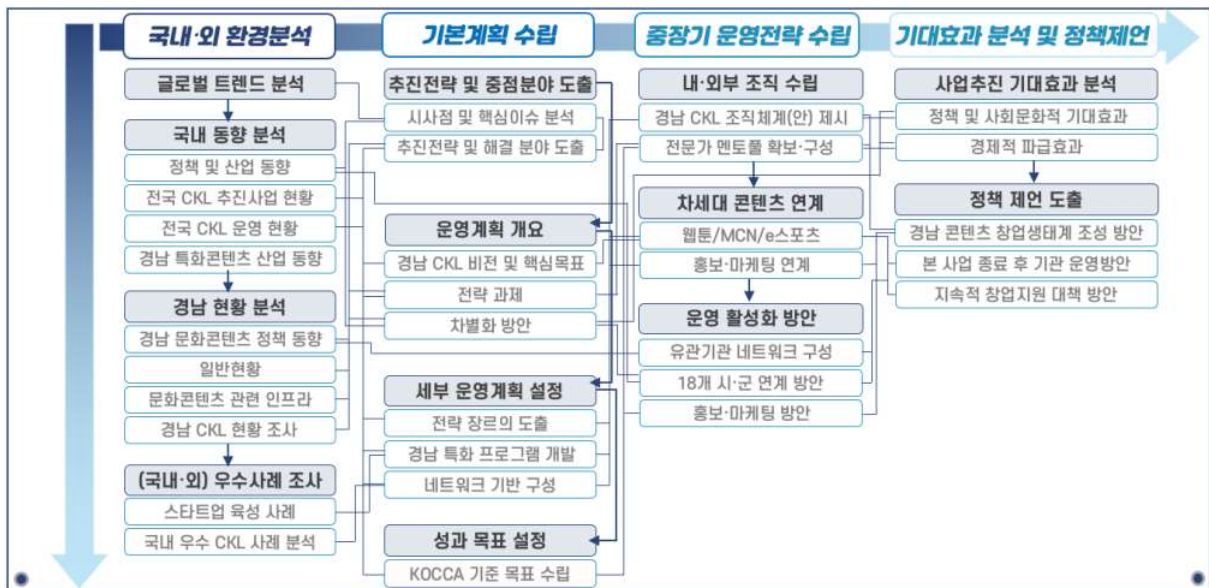 국내·외 환경분석
기본계획 수립
중장기 운영전략 수립
기대효과 분석 및 정책제언
글로벌 트렌드 분석
국내 동향 분석
정책 및 산업 동향
전국 CKL 추진사업 현황
전국 CKL 운영 현황
경남 특화콘텐츠 산업 동향
경남 현황 분석
경남 문화콘텐츠 정책 동향
일반현황
문화콘텐츠 관련 인프라
경남 CKL 현황 조사
(국내·외) 우수사례 조사
스타트업 육성 사례
국내 우수 CKL 사례 분석
추진전략 및 중점분야 도출
시사점 및 핵심이슈 분석
추진전략 및 해결 분야 도출
운영계획 개요
경남 CKL 비전 및 핵심목표
전략 과제
차별화 방안
세부 운영계획 설정
전략 장르의 도출
경남 특화 프로그램 개발
네트워크 기반 구성
성과 목표 설정
KOCCA 기준 목표 수립
내·외부 조직 수립
경남 CKL 조직체계(안) 제시
전문가 멘토풀 확보·구성
차세대 콘텐츠 연계
웹툰/MCN/e스포츠
홍보·마케팅 연계
운영 활성화 방안
유관기관 네트워크 구성
18개 시·군 연계 방안
홍보·마케팅 방안
사업추진 기대효과 분석
정책 및 사회문화적 기대효과
경제적 파급효과
정책 제언 도출
경남 콘텐츠 창업생태계 조성 방안
본 사업 종료 후 기관 운영방안
지속적 창업지원 대책 방안